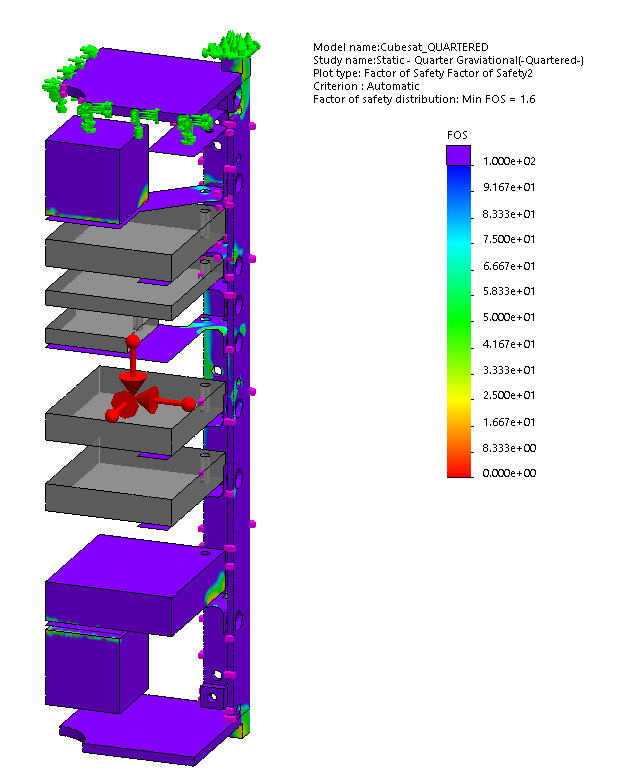 Model name:Cubesat_QUARTERED
Study name:Static - Quarter Graviational(-Quartered-)
Plot type: Factor of Safety Factor of Safety2
Criterion : Automatic
Factor of safety distribution: Min FOS = 1.6
FOS
1.000e+02
9.167e+01
8.333e+01
7.500e+01
6.667e+01
5.833e+01
5.000e+01
4.167e+01
3.333e+01
2.500e+01
1.667e+01
8.333e+00
0.000e+00